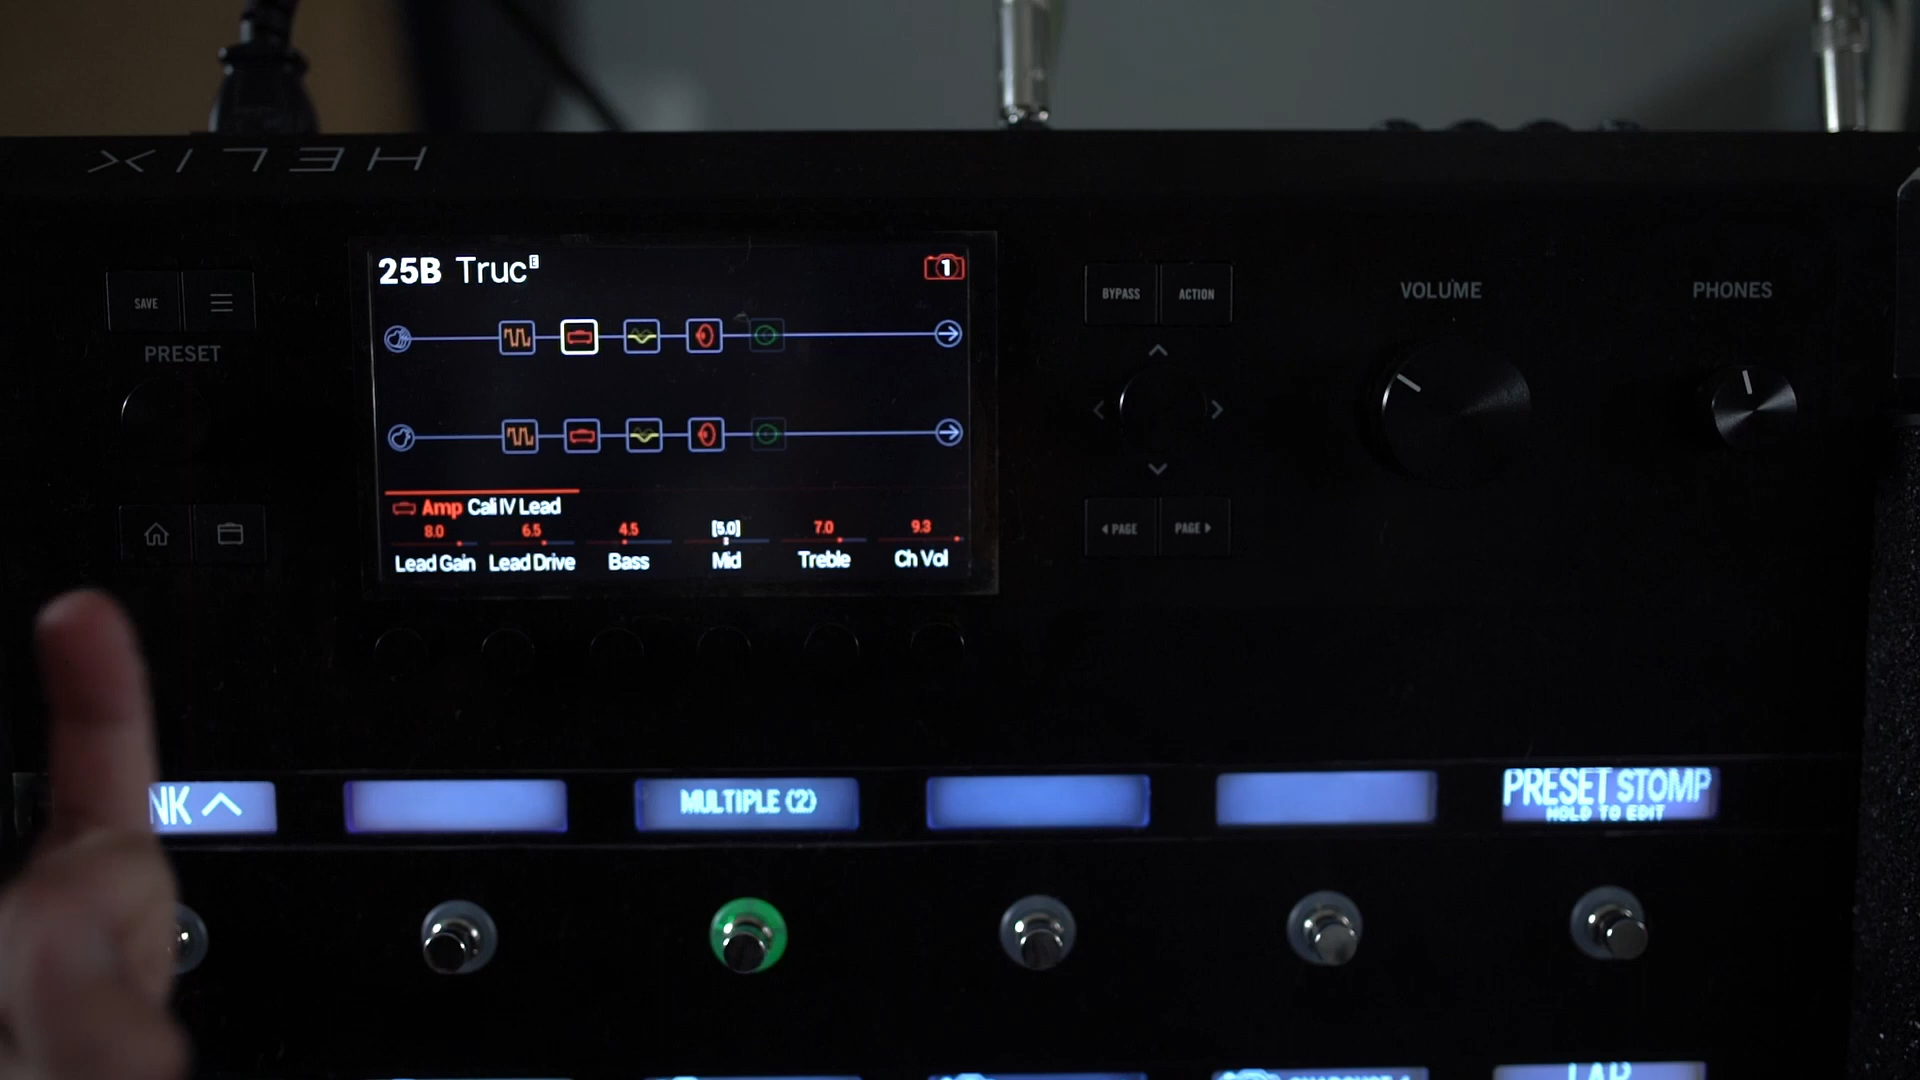 HELIX
25B Truc E
1
SAVE
PRESET
BYPASS
ACTION
VOLUME
PHONES
PAGE
PAGE
Amp Cali IV Lead
8.0 6.5 4.5 [5.0] 7.0 9.3
Lead Gain Lead Drive Bass Mid Treble Ch Vol
NK
MULTIPLE (2)
PRESET STOMP
HOLD TO EDIT